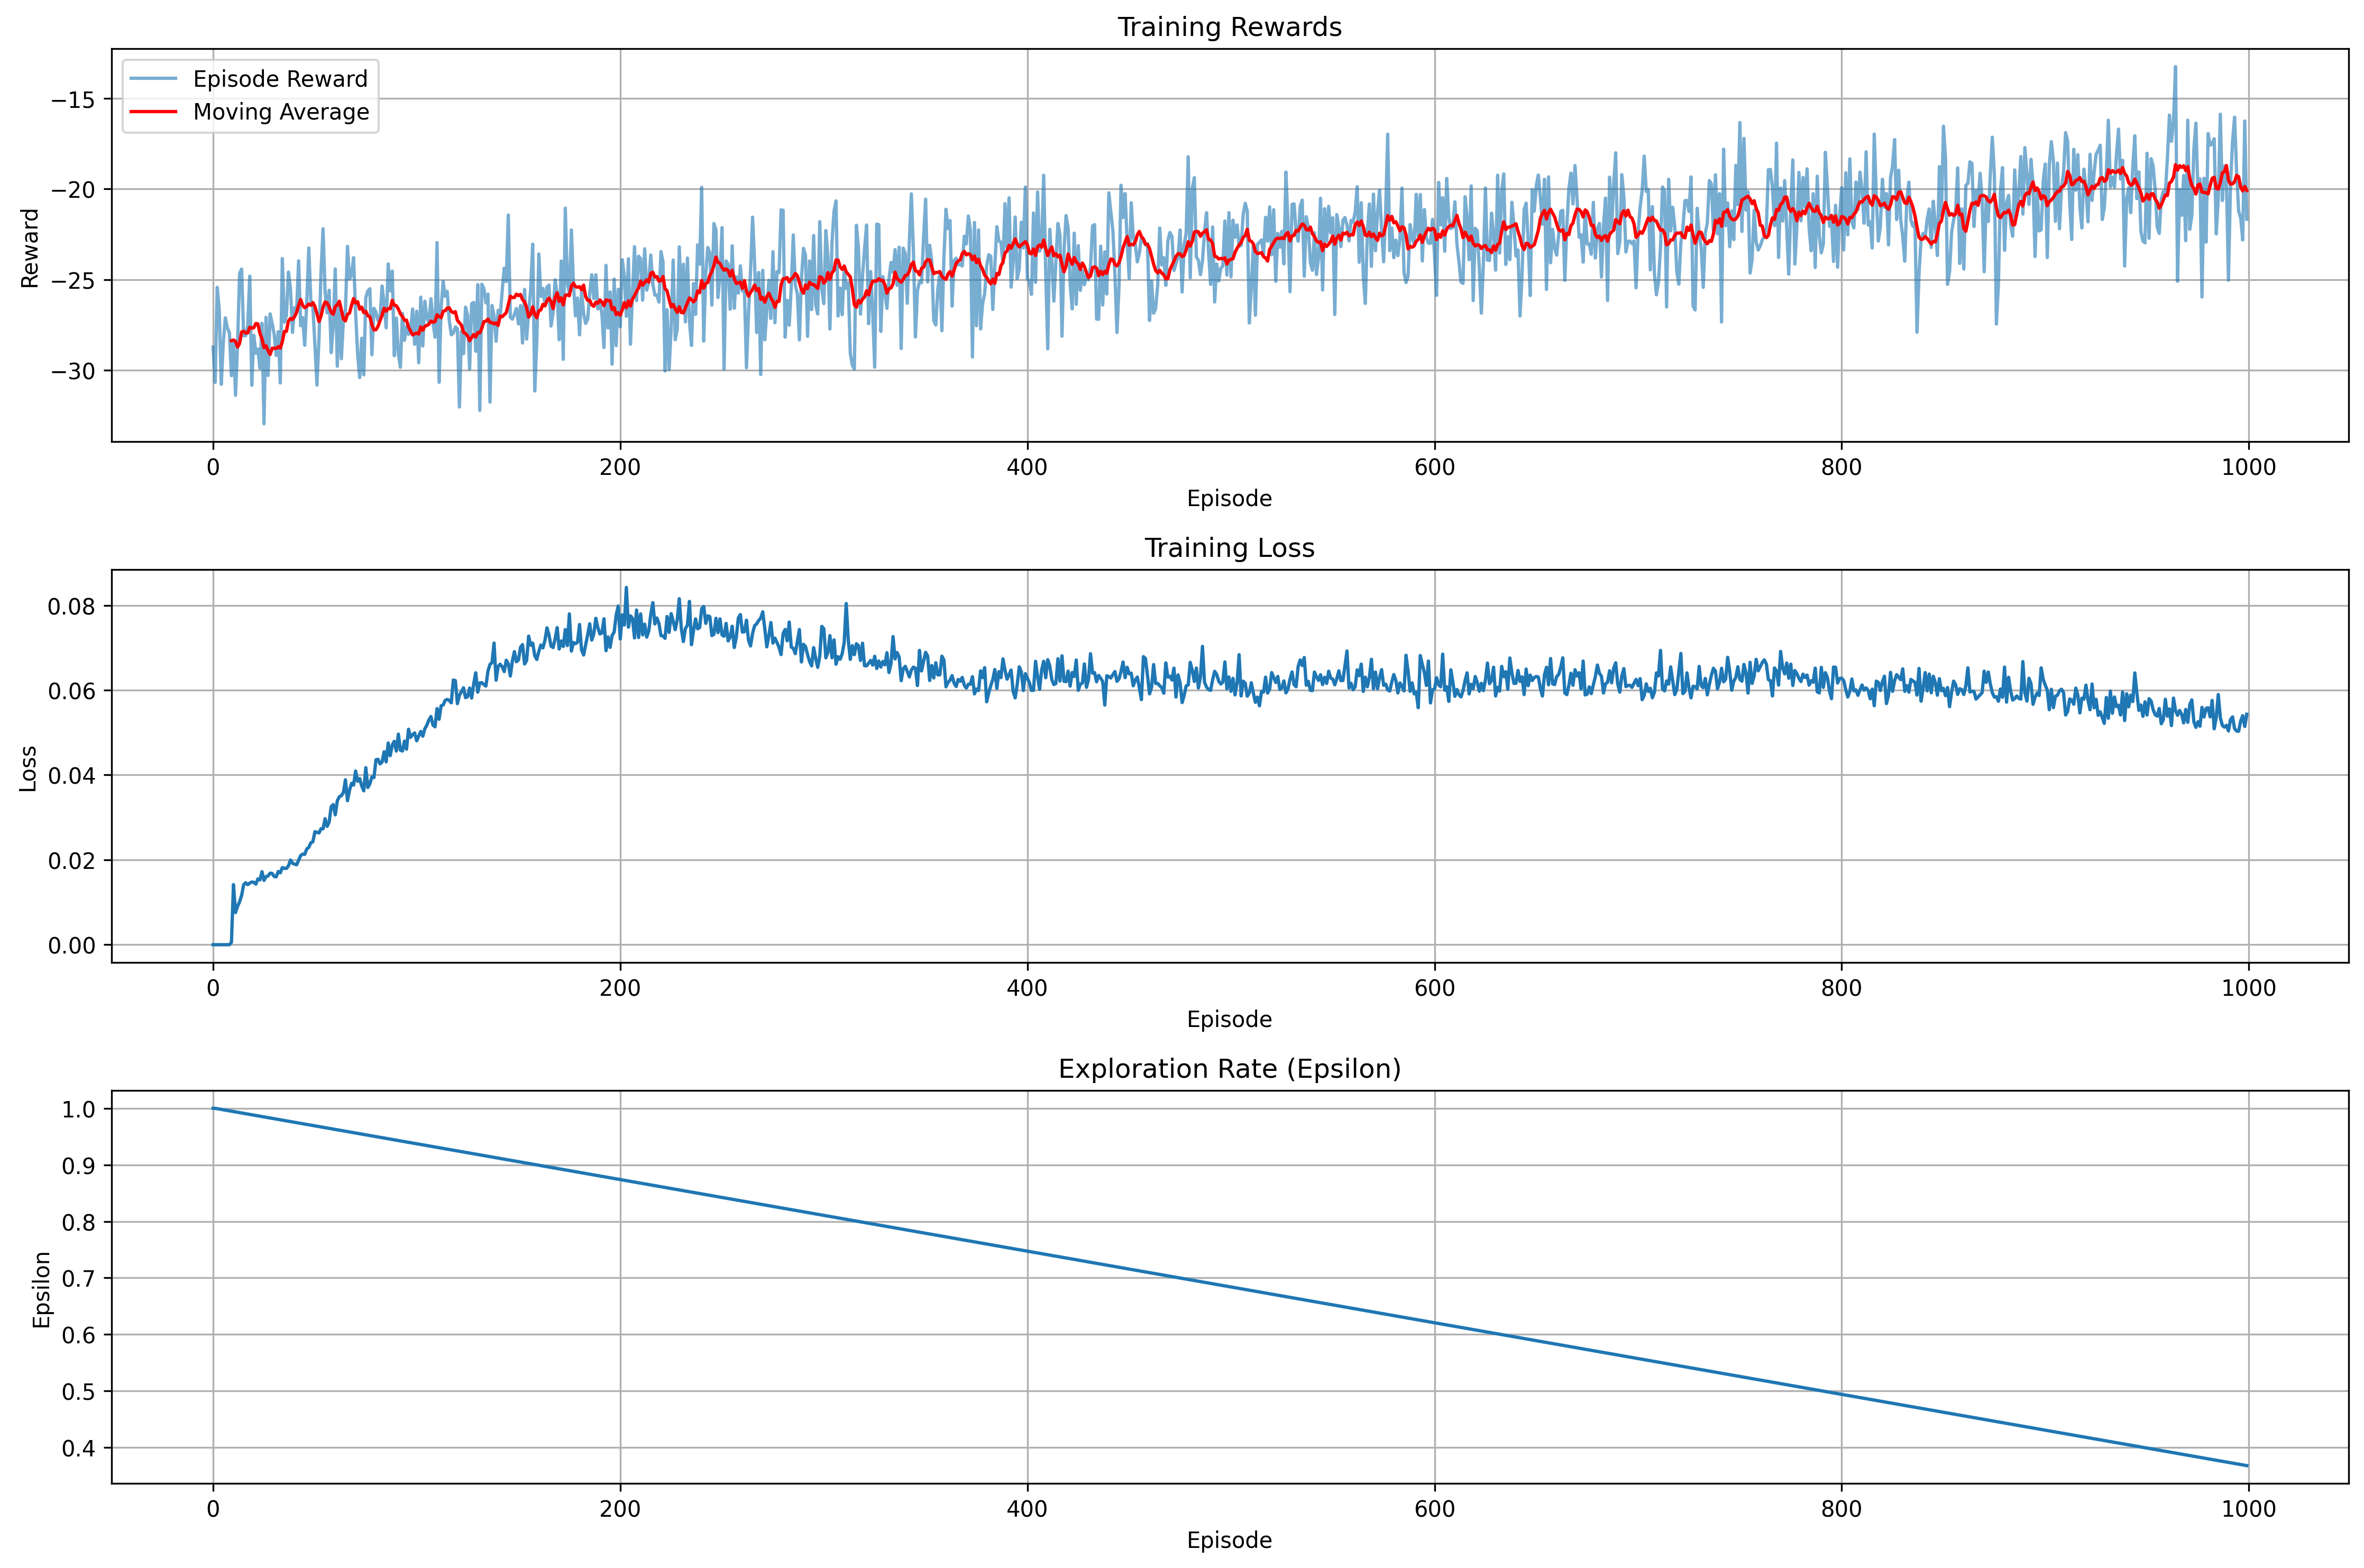 Training Rewards
Episode Reward
Moving Average
−15
−20
−25
−30
Reward
0 200 400 600 800 1000
Episode
Training Loss
0.08
0.06
0.04
0.02
0.00
Loss
0 200 400 600 800 1000
Episode
Exploration Rate (Epsilon)
1.0
0.9
0.8
0.7
0.6
0.5
0.4
Epsilon
0 200 400 600 800 1000
Episode